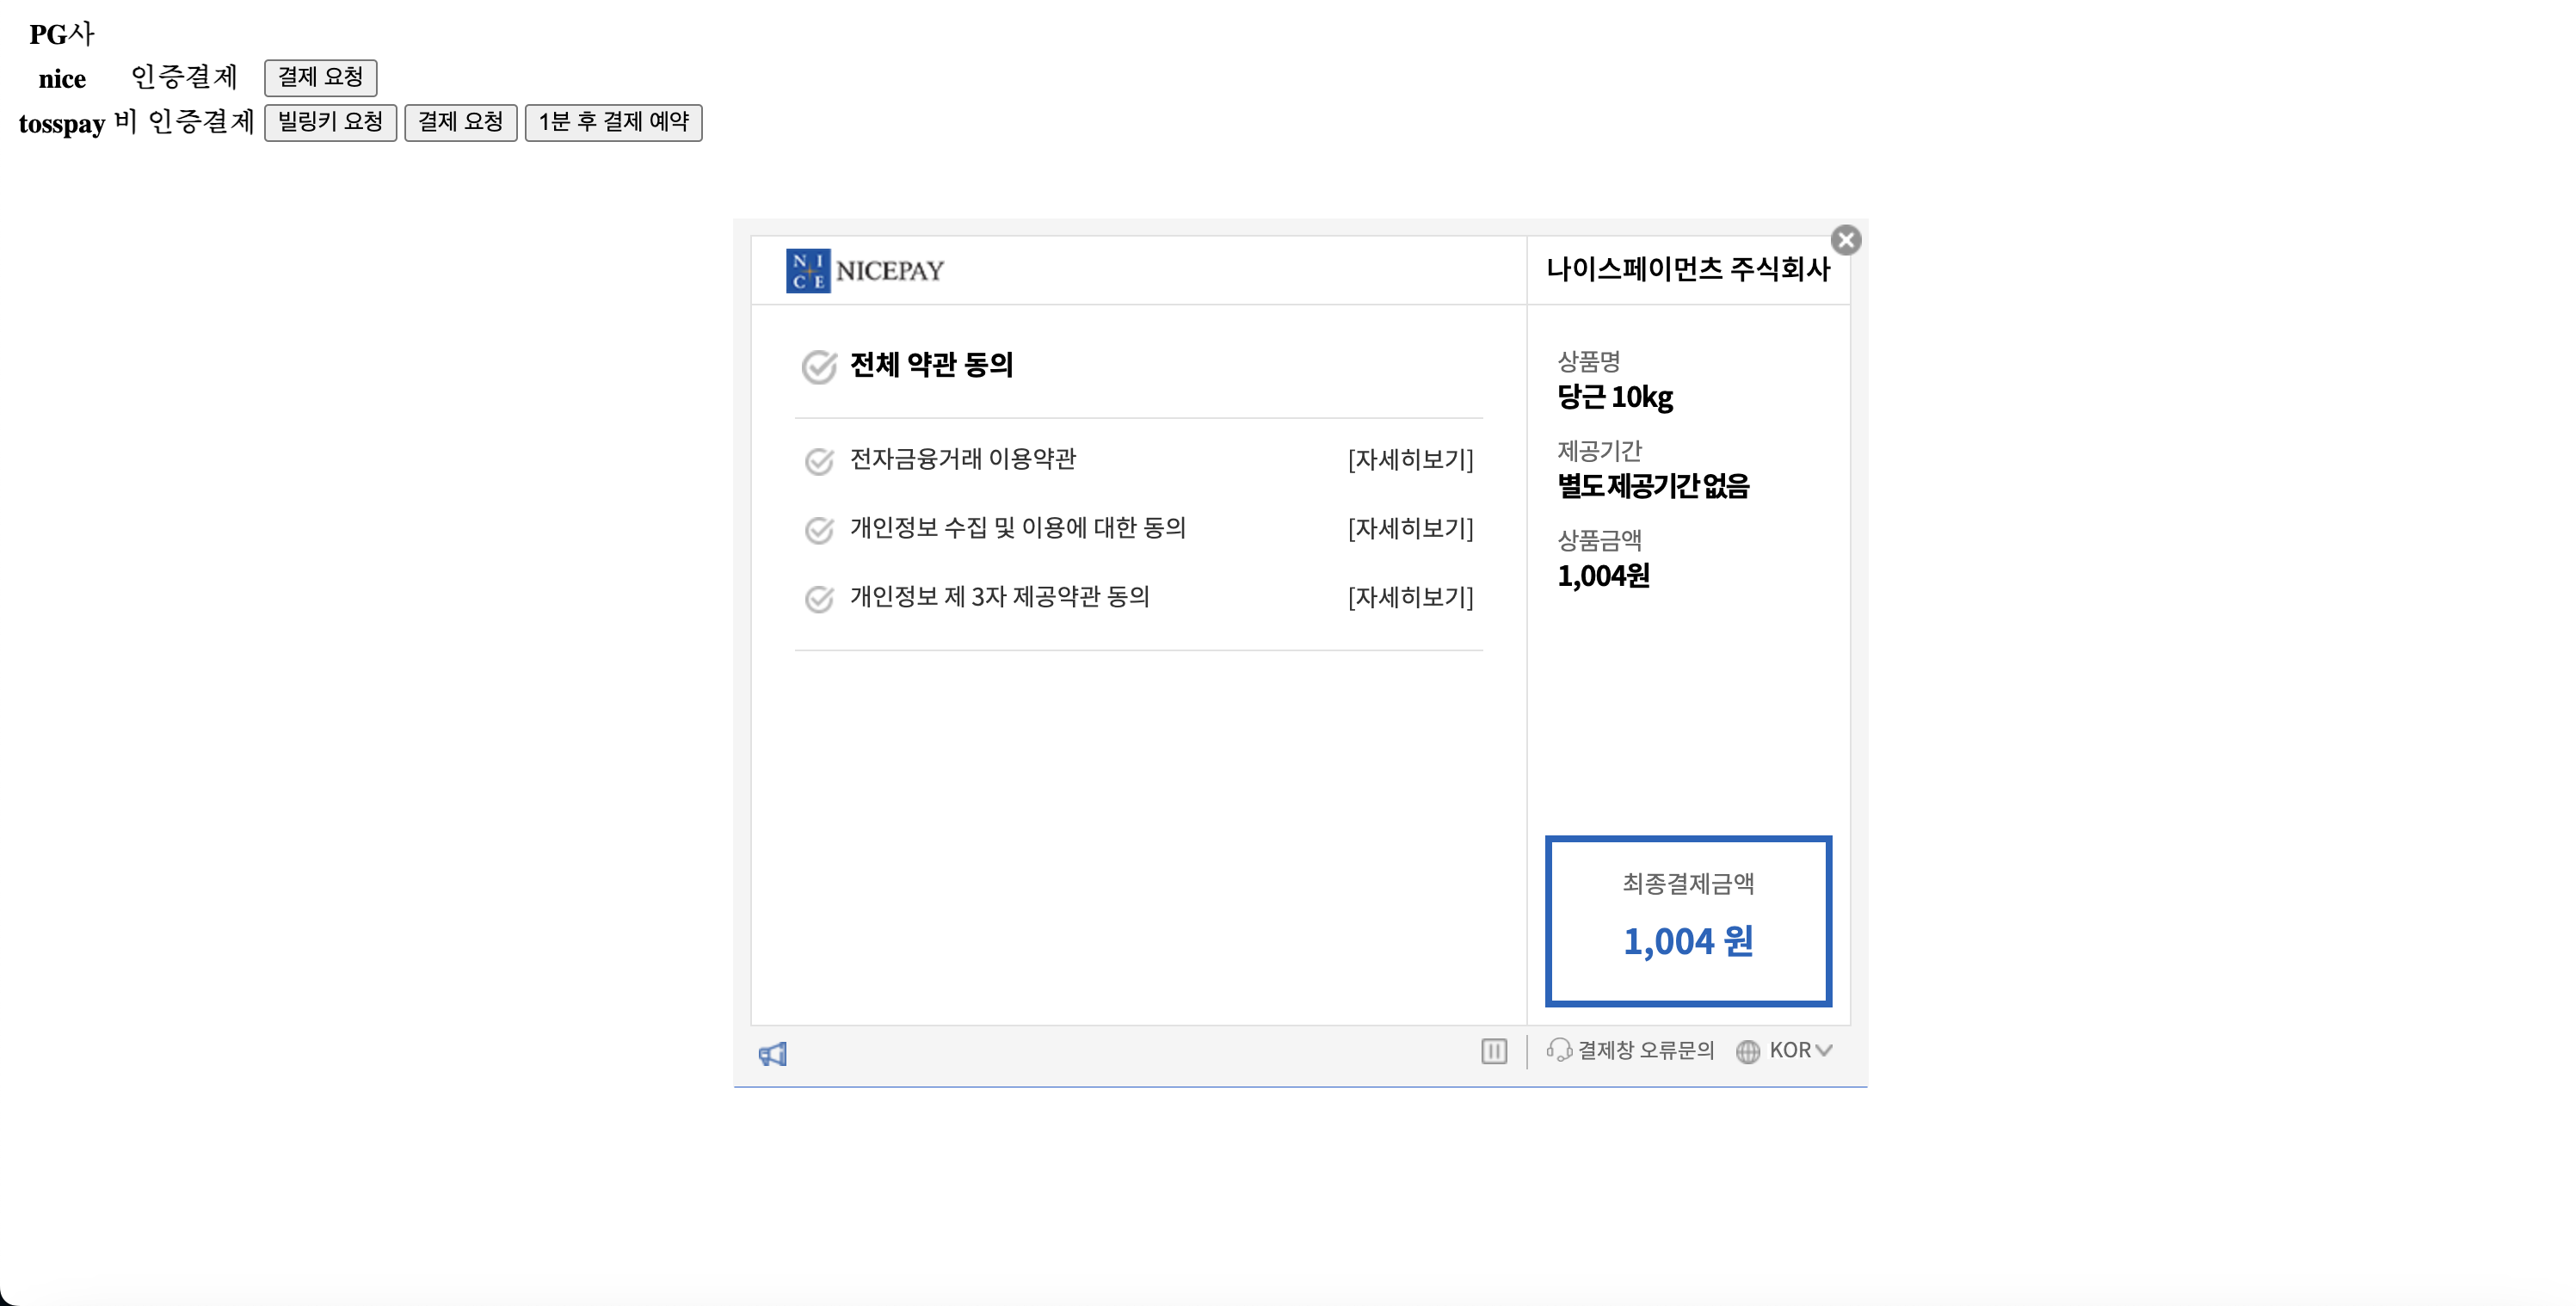 PG사
nice 인증결제 결제 요청
tosspay 비 인증결제 빌링키 요청 결제 요청 1분 후 결제 예약
NICE NICEPAY
나이스페이먼츠 주식회사
전체 약관 동의
전자금융거래 이용약관 [자세히보기]
개인정보 수집 및 이용에 대한 동의 [자세히보기]
개인정보 제 3자 제공약관 동의 [자세히보기]
상품명
당근 10kg
제공기간
별도 제공기간 없음
상품금액
1,004원
최종결제금액
1,004 원
결제창 오류문의 KOR